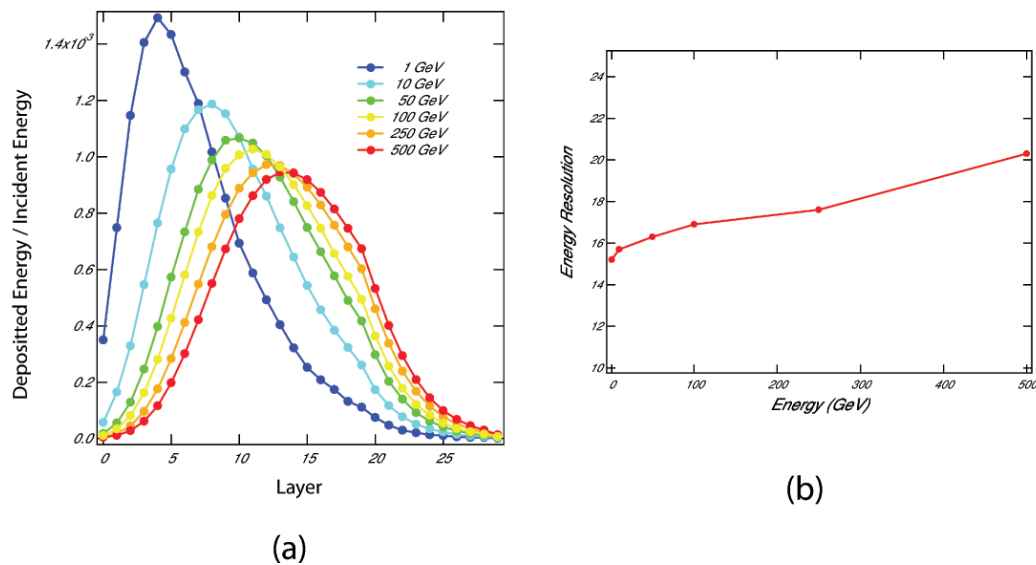 Depositted Energy / Incident Energy
1.4x10⁻³
1.2
1.0
0.8
0.6
0.4
0.2
0.0
1 GeV
10 GeV
50 GeV
100 GeV
250 GeV
500 GeV
0 5 10 15 20 25
Layer
(a)
Energy Resolution
24
22
20
18
16
14
12
10
0 100 200 300 400 500
Energy (GeV)
(b)